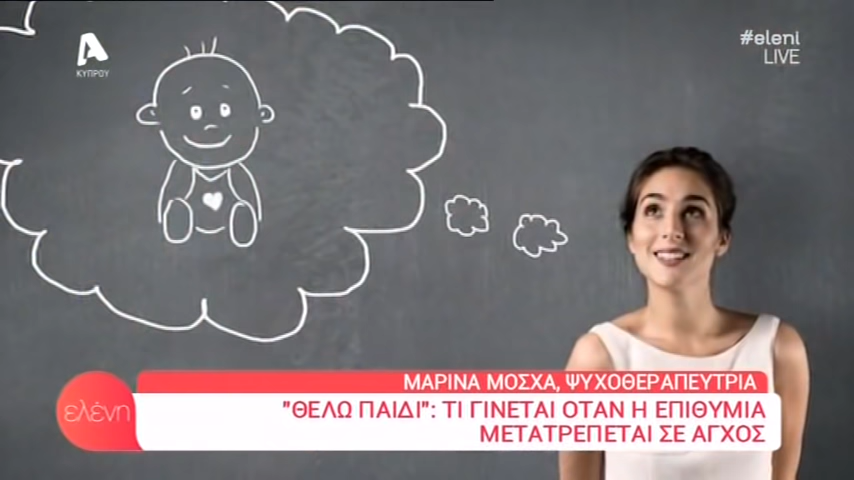 ΚΥΠΡΟΥ
#eleni
LIVE
ΜΑΡΙΝΑ ΜΟΣΧΑ, ΨΥΧΟΘΕΡΑΠΕΥΤΡΙΑ
ελένη
"ΘΕΛΩ ΠΑΙΔΙ": ΤΙ ΓΙΝΕΤΑΙ ΟΤΑΝ Η ΕΠΙΘΥΜΙΑ
ΜΕΤΑΤΡΕΠΕΤΑΙ ΣΕ ΑΓΧΟΣ